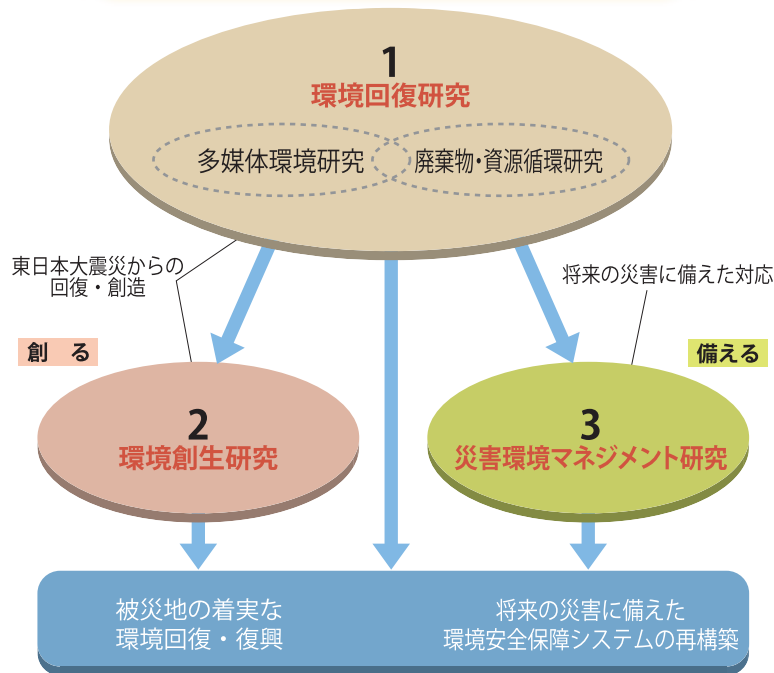 1
環境回復研究
多媒体環境研究
廃棄物・資源循環研究
東日本大震災からの
回復・創造
将来の災害に備えた対応
創 る
備える
2
環境創生研究
3
災害環境マネジメント研究
被災地の着実な
環境回復・復興
将来の災害に備えた
環境安全保障システムの再構築